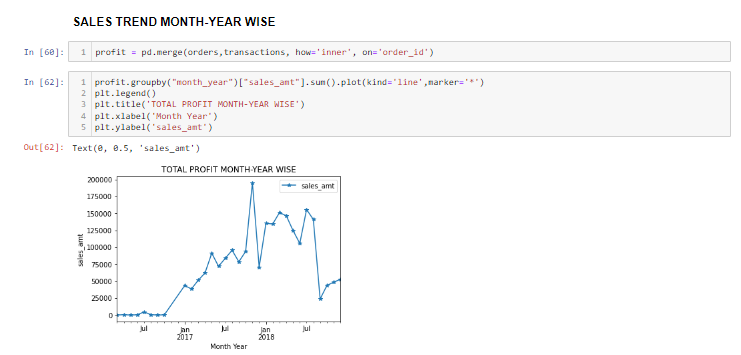 SALES TREND MONTH-YEAR WISE
In [60]: 1 profit = pd.merge(orders,transactions, how='inner', on='order_id')
In [62]: 1 profit.groupby("month_year")["sales_amt"].sum().plot(kind='line',marker='*')
2 plt.legend()
3 plt.title('TOTAL PROFIT MONTH-YEAR WISE')
4 plt.xlabel('Month Year')
5 plt.ylabel('sales_amt')
Out[62]: Text(0, 0.5, 'sales_amt')
TOTAL PROFIT MONTH-YEAR WISE
200000
sales_amt
175000
150000
125000
100000
75000
50000
25000
0
sales_amt
Jul Jan Jul Jan Jul
2017 2018
Month Year